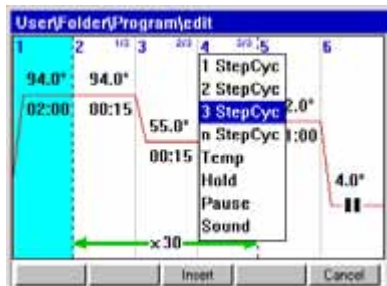 User\Folder\Program\edit
1 2 1/3 3 2/3 4 3/3 5 6
94.0° 94.0°
02:00 00:15
55.0°
00:15
1 StepCyc
2 StepCyc
3 StepCyc
n StepCyc
Temp
Hold
Pause
Sound
2.0°
1:00
4.0°
x 30
Insert Cancel